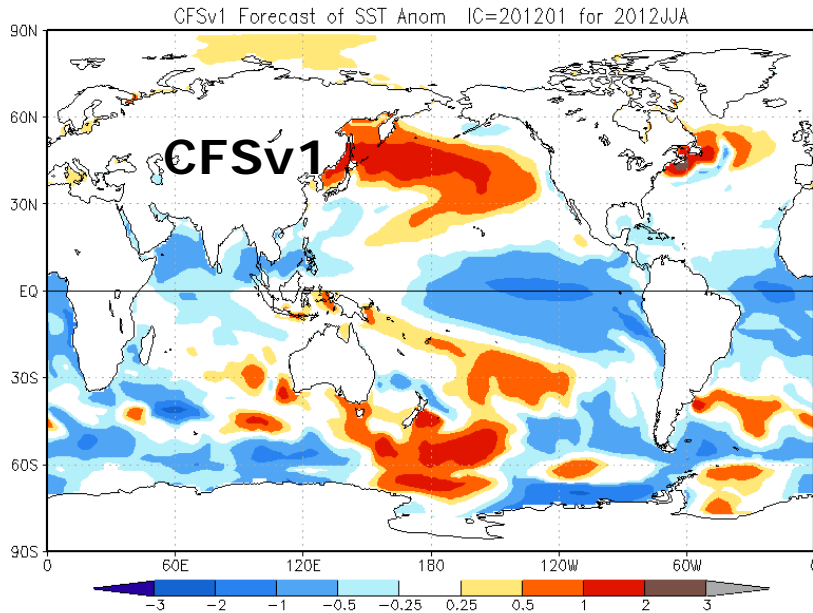 CFSv1 Forecast of SST Anom IC=201201 for 2012JJA
90N
60N
CFSv1
30N
EQ
30S
60S
90S
0 60E 120E 180 120W 60W 0
-3 -2 -1 -0.5 -0.25 0.25 0.5 1 2 3